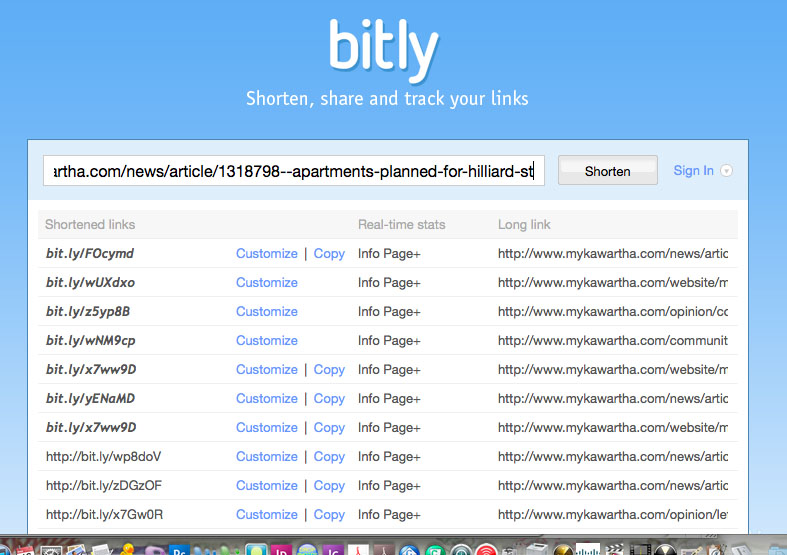 bitly
Shorten, share and track your links
artha.com/news/article/1318798--apartments-planned-for-hilliard-st Shorten Sign In
Shortened links Real-time stats Long link
bit.ly/FOcymd Customize | Copy Info Page+ http://www.mykawartha.com/news/artic
bit.ly/wUXdxo Customize Info Page+ http://www.mykawartha.com/website/m
bit.ly/z5yp8B Customize Info Page+ http://www.mykawartha.com/opinion/co
bit.ly/wNM9cp Customize Info Page+ http://www.mykawartha.com/communit
bit.ly/x7ww9D Customize | Copy Info Page+ http://www.mykawartha.com/website/m
bit.ly/yENaMD Customize | Copy Info Page+ http://www.mykawartha.com/news/artic
bit.ly/x7ww9D Customize | Copy Info Page+ http://www.mykawartha.com/website/m
http://bit.ly/wp8doV Customize | Copy Info Page+ http://www.mykawartha.com/news/artic
http://bit.ly/zDGzOF Customize | Copy Info Page+ http://www.mykawartha.com/news/artic
http://bit.ly/x7Gw0R Customize | Copy Info Page+ http://www.mykawartha.com/opinion/le
Ps